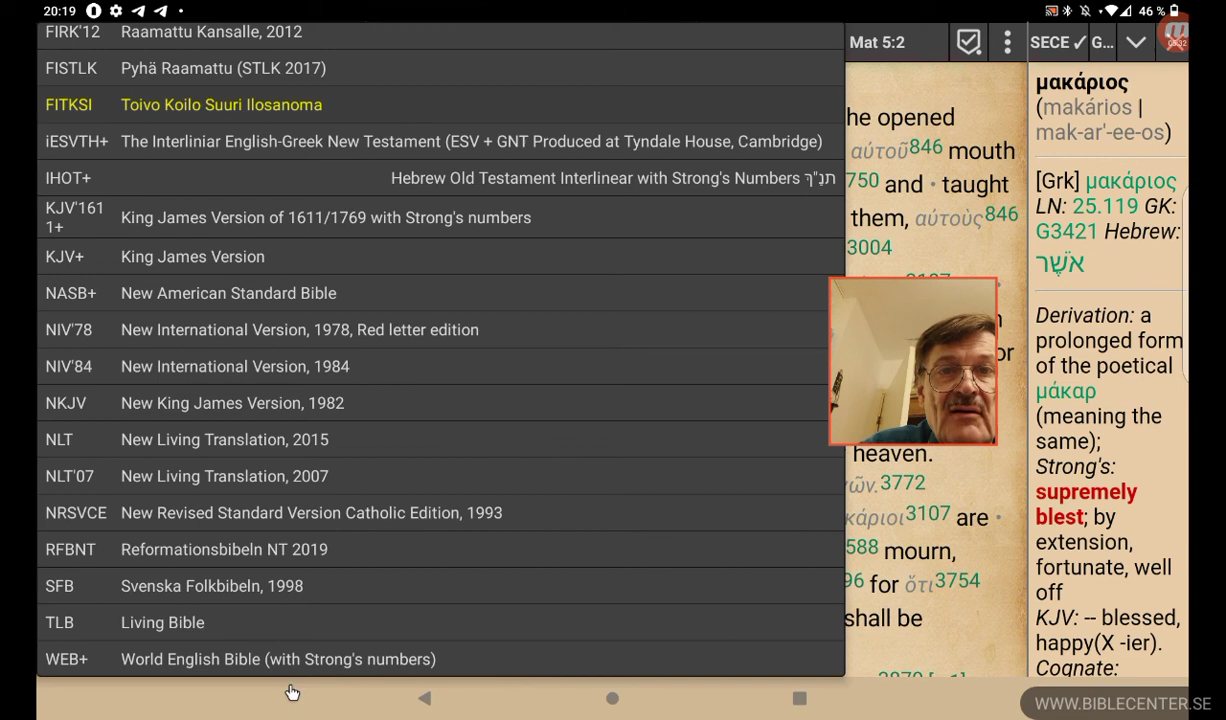 20:19
46 %
FIRK'12 Raamattu Kansalle, 2012
FISTLK Pyhä Raamattu (STLK 2017)
FITKSI Toivo Koilo Suuri Ilosanoma
iESVTH+ The Interliniar English-Greek New Testament (ESV + GNT Produced at Tyndale House, Cambridge)
IHOT+ Hebrew Old Testament Interlinear with Strong's Numbers תנ"ך
KJV'161
1+
King James Version of 1611/1769 with Strong's numbers
KJV+ King James Version
NASB+ New American Standard Bible
NIV'78 New International Version, 1978, Red letter edition
NIV'84 New International Version, 1984
NKJV New King James Version, 1982
NLT New Living Translation, 2015
NLT'07 New Living Translation, 2007
NRSVCE New Revised Standard Version Catholic Edition, 1993
RFBNT Reformationsbibeln NT 2019
SFB Svenska Folkbibeln, 1998
TLB Living Bible
WEB+ World English Bible (with Strong's numbers)
Mat 5:2
he opened
αὐτοῦ846 mouth
750 and · taught
them, αὐτοὺς846
3004
or
heaven.
ῶν.3772
κάριοι3107 are ·
588 mourn,
96 for ὅτι3754
shall be
SECE ✓ G...
μακάριος
(makários |
mak-ar'-ee-os)
[Grk] μακάριος
LN: 25.119 GK:
G3421 Hebrew:
אֹשֶׁר
Derivation: a
prolonged form
of the poetical
μάκαρ
(meaning the
same);
Strong's:
supremely
blest; by
extension,
fortunate, well
off
KJV: -- blessed,
happy(X -ier).
Cognate:
WWW.BIBLECENTER.SE